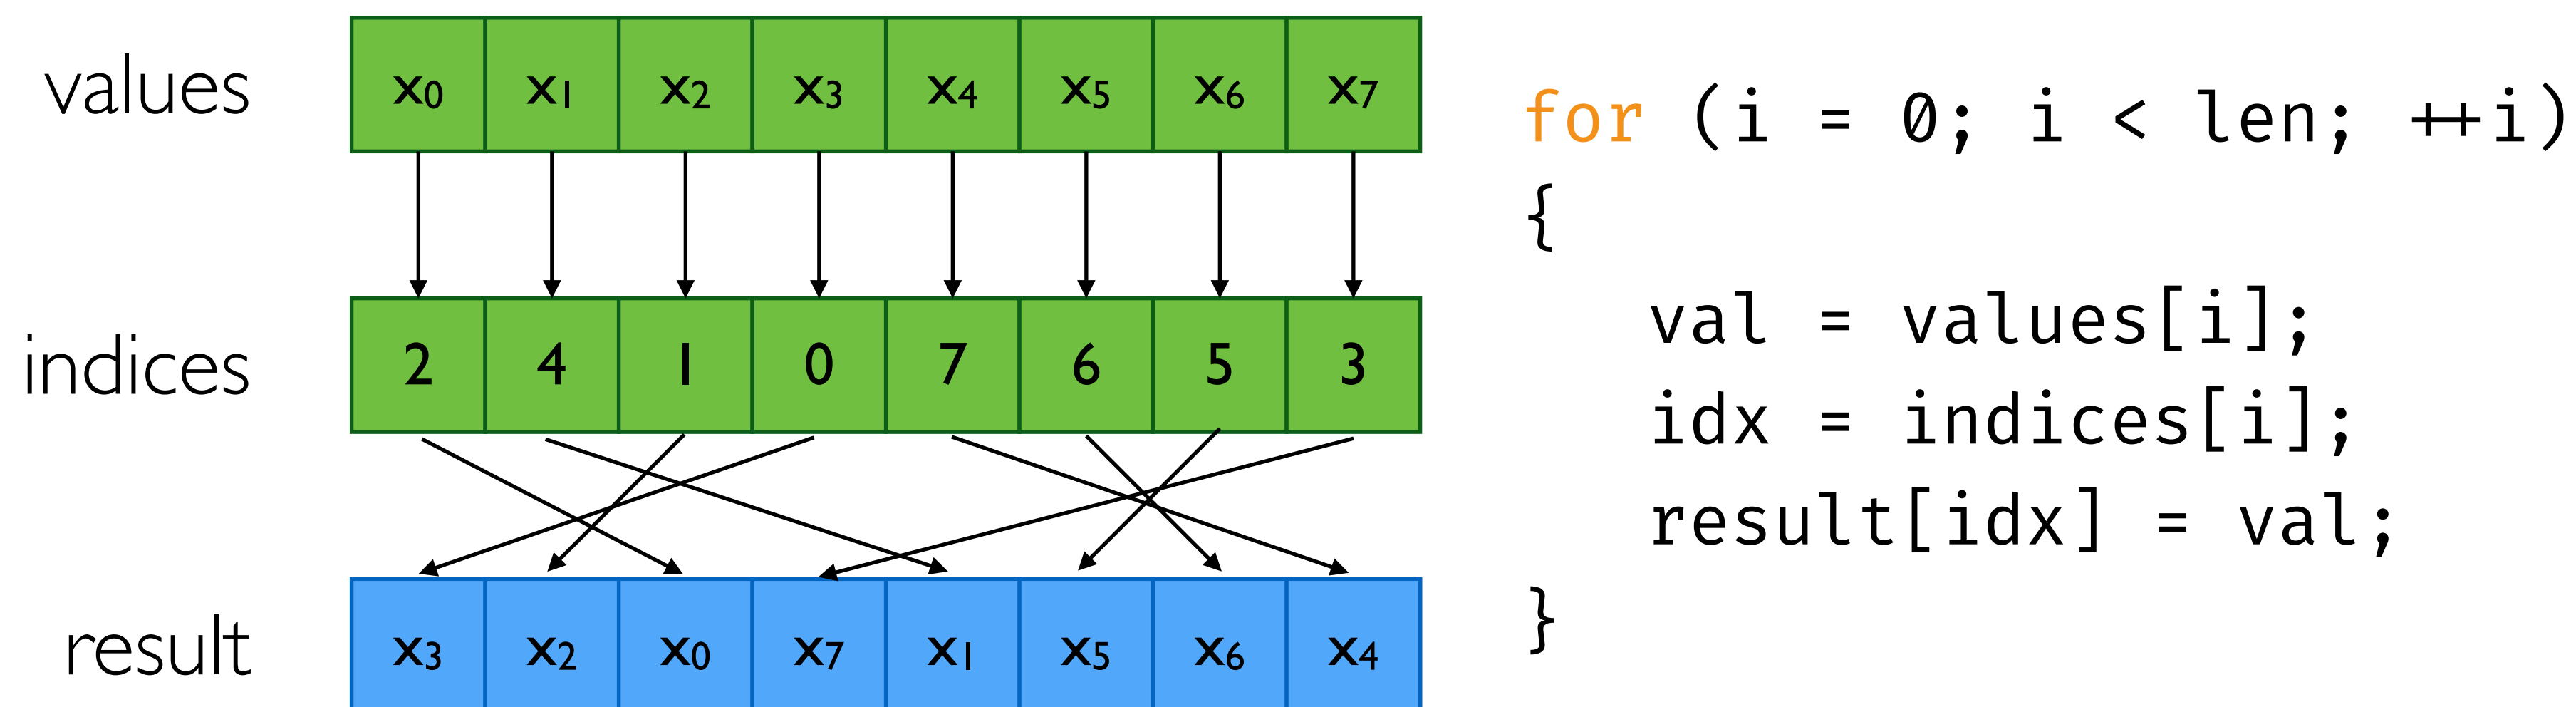 values x₀ x₁ x₂ x₃ x₄ x₅ x₆ x₇
indices 2 4 1 0 7 6 5 3
result x₃ x₂ x₀ x₇ x₁ x₅ x₆ x₄
for (i = 0; i < len; ++i)
{
val = values[i];
idx = indices[i];
result[idx] = val;
}